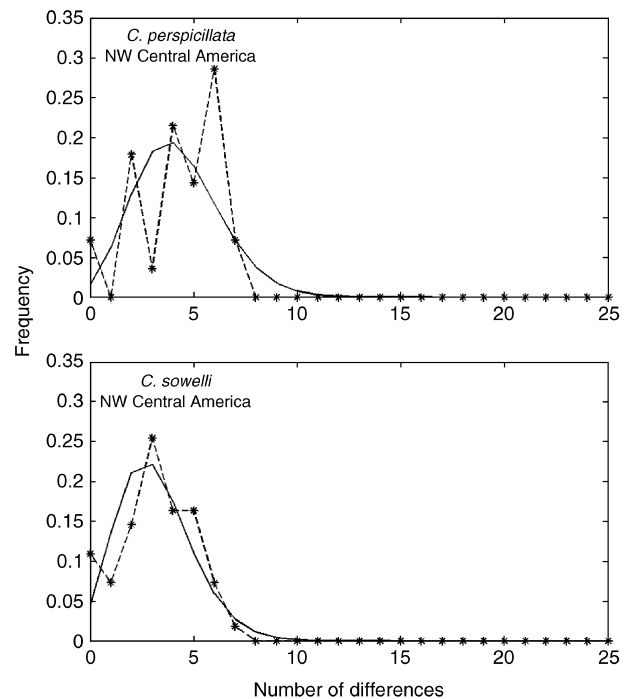 C. perspicillata
NW Central America
0.35
0.3
0.25
0.2
0.15
0.1
0.05
0
0 5 10 15 20 25
Frequency
C. sowelli
NW Central America
0.35
0.3
0.25
0.2
0.15
0.1
0.05
0
0 5 10 15 20 25
Number of differences